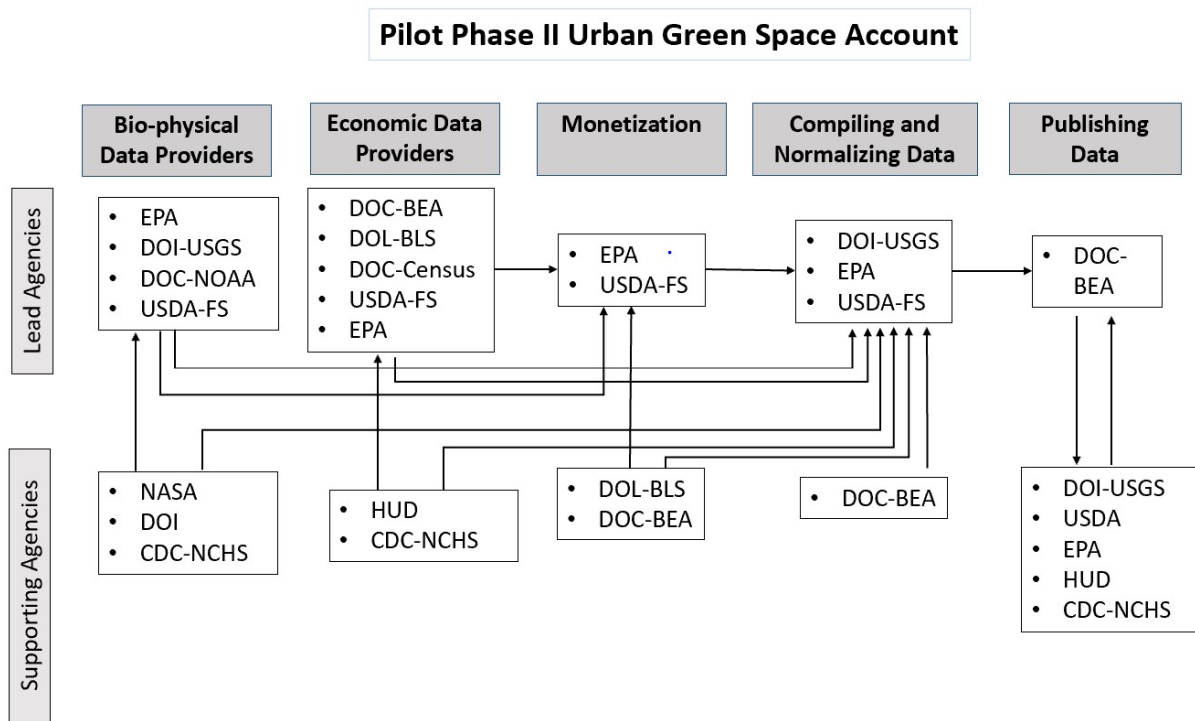 Pilot Phase II Urban Green Space Account
Bio-physical
Data Providers
Economic Data
Providers
Monetization
Compiling and
Normalizing Data
Publishing
Data
Lead Agencies
• EPA
• DOI-USGS
• DOC-NOAA
• USDA-FS
• DOC-BEA
• DOL-BLS
• DOC-Census
• USDA-FS
• EPA
• EPA
• USDA-FS
• DOI-USGS
• EPA
• USDA-FS
• DOC-
BEA
Supporting Agencies
• NASA
• DOI
• CDC-NCHS
• HUD
• CDC-NCHS
• DOL-BLS
• DOC-BEA
• DOC-BEA
• DOI-USGS
• USDA
• EPA
• HUD
• CDC-NCHS